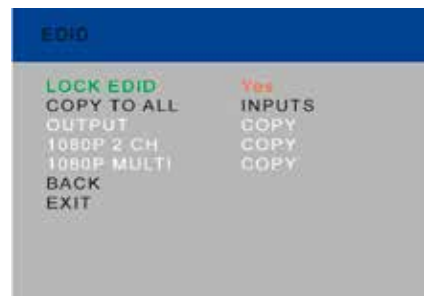 EDID
LOCK EDID Yes
COPY TO ALL INPUTS
OUTPUT COPY
1080P 2 CH COPY
1080P MULTI COPY
BACK
EXIT